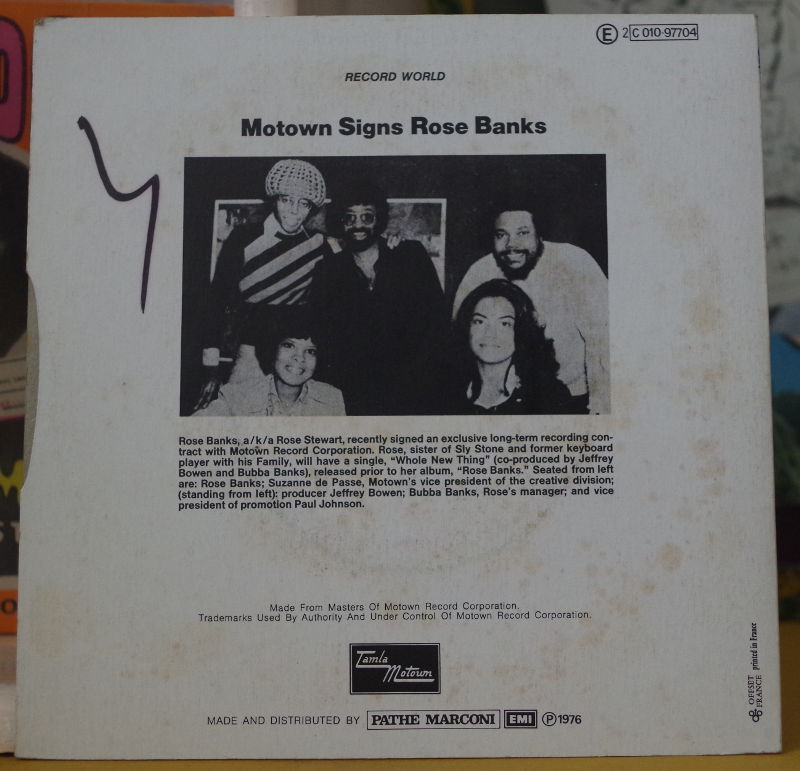 E 2C 010-97704
RECORD WORLD
Motown Signs Rose Banks
Rose Banks, a/k/a Rose Stewart, recently signed an exclusive long-term recording con-
tract with Motown Record Corporation. Rose, sister of Sly Stone and former keyboard
player with his Family, will have a single, "Whole New Thing" (co-produced by Jeffrey
Bowen and Bubba Banks), released prior to her album, "Rose Banks." Seated from left
are: Rose Banks; Suzanne de Passe, Motown's vice president of the creative division;
(standing from left): producer Jeffrey Bowen; Bubba Banks, Rose's manager; and vice
president of promotion Paul Johnson.
Made From Masters Of Motown Record Corporation.
Trademarks Used By Authority And Under Control Of Motown Record Corporation.
Tamla
Motown
MADE AND DISTRIBUTED BY PATHE MARCONI EMI ℗ 1976
OFFSET
FRANCE
printed in France